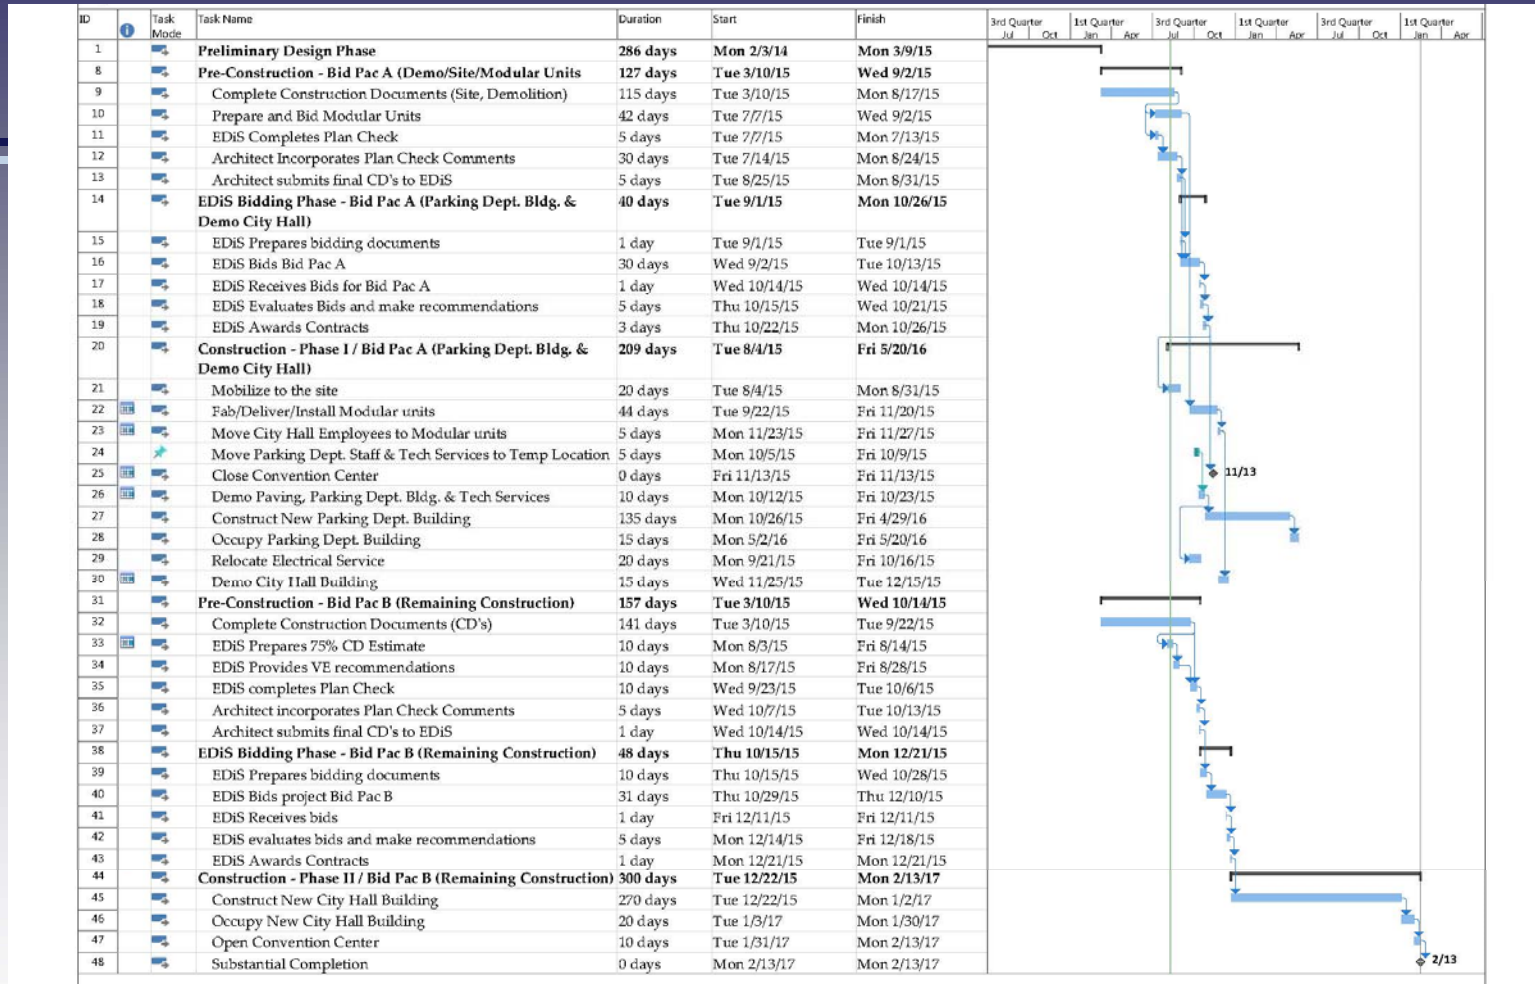 ID Task Mode Task Name Duration Start Finish 3rd Quarter 1st Quarter 3rd Quarter 1st Quarter 3rd Quarter 1st Quarter
Jul Oct Jan Apr Jul Oct Jan Apr Jul Oct Jan Apr
1 Preliminary Design Phase 286 days Mon 2/3/14 Mon 3/9/15
8 Pre-Construction - Bid Pac A (Demo/Site/Modular Units 127 days Tue 3/10/15 Wed 9/2/15
9 Complete Construction Documents (Site, Demolition) 115 days Tue 3/10/15 Mon 8/17/15
10 Prepare and Bid Modular Units 42 days Tue 7/7/15 Wed 9/2/15
11 EDiS Completes Plan Check 5 days Tue 7/7/15 Mon 7/13/15
12 Architect Incorporates Plan Check Comments 30 days Tue 7/14/15 Mon 8/24/15
13 Architect submits final CD's to EDiS 5 days Tue 8/25/15 Mon 8/31/15
14 EDiS Bidding Phase - Bid Pac A (Parking Dept. Bldg. & 40 days Tue 9/1/15 Mon 10/26/15
Demo City Hall)
15 EDiS Prepares bidding documents 1 day Tue 9/1/15 Tue 9/1/15
16 EDiS Bids Bid Pac A 30 days Wed 9/2/15 Tue 10/13/15
17 EDiS Receives Bids for Bid Pac A 1 day Wed 10/14/15 Wed 10/14/15
18 EDiS Evaluates Bids and make recommendations 5 days Thu 10/15/15 Wed 10/21/15
19 EDiS Awards Contracts 3 days Thu 10/22/15 Mon 10/26/15
20 Construction - Phase I / Bid Pac A (Parking Dept. Bldg. & 209 days Tue 8/4/15 Fri 5/20/16
Demo City Hall)
21 Mobilize to the site 20 days Tue 8/4/15 Mon 8/31/15
22 Fab/Deliver/Install Modular units 44 days Tue 9/22/15 Fri 11/20/15
23 Move City Hall Employees to Modular units 5 days Mon 11/23/15 Fri 11/27/15
24 Move Parking Dept. Staff & Tech Services to Temp Location 5 days Mon 10/5/15 Fri 10/9/15
25 Close Convention Center 0 days Fri 11/13/15 Fri 11/13/15 11/13
26 Demo Paving, Parking Dept. Bldg. & Tech Services 10 days Mon 10/12/15 Fri 10/23/15
27 Construct New Parking Dept. Building 135 days Mon 10/26/15 Fri 4/29/16
28 Occupy Parking Dept. Building 15 days Mon 5/2/16 Fri 5/20/16
29 Relocate Electrical Service 20 days Mon 9/21/15 Fri 10/16/15
30 Demo City Hall Building 15 days Wed 11/25/15 Tue 12/15/15
31 Pre-Construction - Bid Pac B (Remaining Construction) 157 days Tue 3/10/15 Wed 10/14/15
32 Complete Construction Documents (CD's) 141 days Tue 3/10/15 Tue 9/22/15
33 EDiS Prepares 75% CD Estimate 10 days Mon 8/3/15 Fri 8/14/15
34 EDiS Provides VE recommendations 10 days Mon 8/17/15 Fri 8/28/15
35 EDiS completes Plan Check 10 days Wed 9/23/15 Tue 10/6/15
36 Architect incorporates Plan Check Comments 5 days Wed 10/7/15 Tue 10/13/15
37 Architect submits final CD's to EDiS 1 day Wed 10/14/15 Wed 10/14/15
38 EDiS Bidding Phase - Bid Pac B (Remaining Construction) 48 days Thu 10/15/15 Mon 12/21/15
39 EDiS Prepares bidding documents 10 days Thu 10/15/15 Wed 10/28/15
40 EDiS Bids project Bid Pac B 31 days Thu 10/29/15 Thu 12/10/15
41 EDiS Receives bids 1 day Fri 12/11/15 Fri 12/11/15
42 EDiS evaluates bids and make recommendations 5 days Mon 12/14/15 Fri 12/18/15
43 EDiS Awards Contracts 1 day Mon 12/21/15 Mon 12/21/15
44 Construction - Phase II / Bid Pac B (Remaining Construction) 300 days Tue 12/22/15 Mon 2/13/17
45 Construct New City Hall Building 270 days Tue 12/22/15 Mon 1/2/17
46 Occupy New City Hall Building 20 days Tue 1/3/17 Mon 1/30/17
47 Open Convention Center 10 days Tue 1/31/17 Mon 2/13/17
48 Substantial Completion 0 days Mon 2/13/17 Mon 2/13/17 2/13